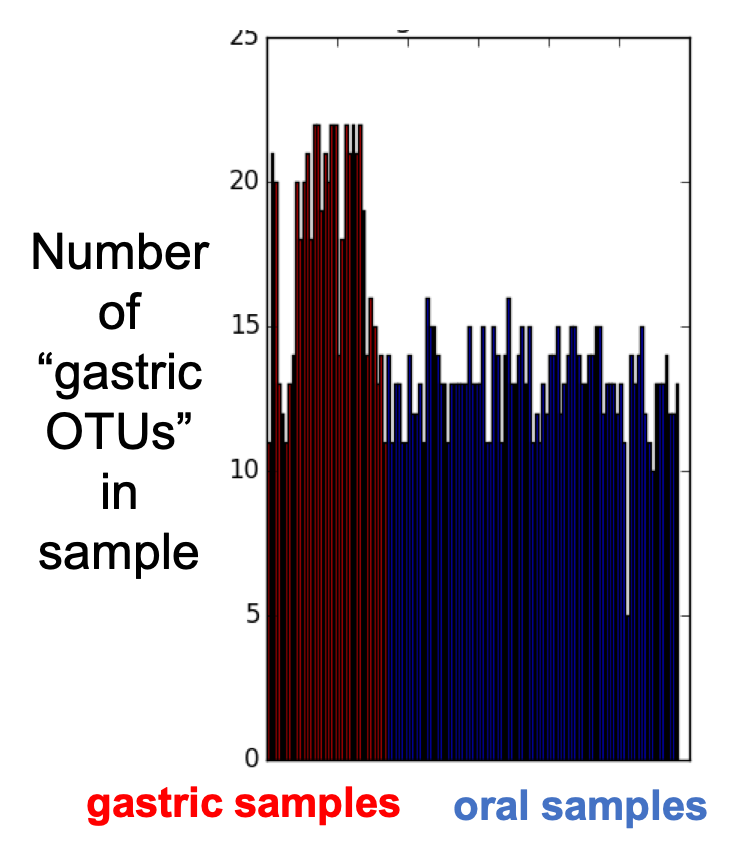 25
20
15
10
5
0
Number
of
“gastric
OTUs”
in
sample
gastric samples
oral samples